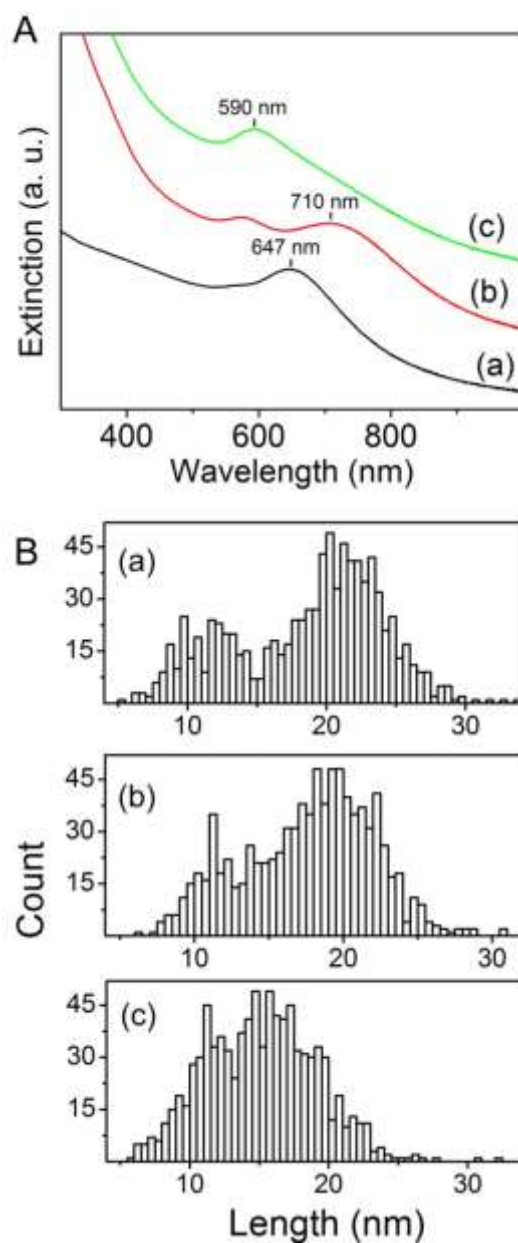 A
590 nm
710 nm
647 nm
(c)
(b)
(a)
Extinction (a. u.)
400 600 800
Wavelength (nm)
B
(a)
45
30
15
10 20 30
(b)
45
30
15
10 20 30
(c)
45
30
15
10 20 30
Count
Length (nm)